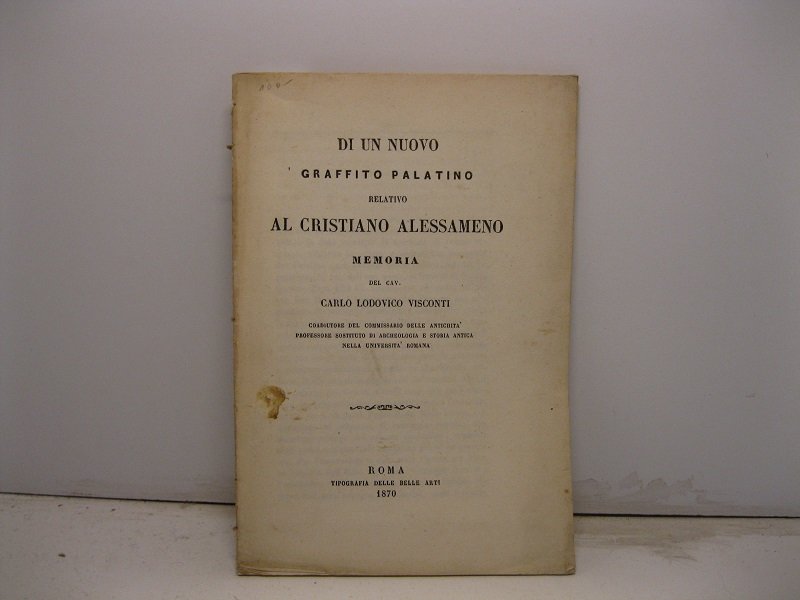 DI UN NUOVO
GRAFFITO PALATINO
RELATIVO
AL CRISTIANO ALESSAMENO
MEMORIA
DEL CAV.
CARLO LODOVICO VISCONTI
COADIUTORE DEL COMMISSARIO DELLE ANTICHITA'
PROFESSORE SOSTITUTO DI ARCHEOLOGIA E STORIA ANTICA
NELLA UNIVERSITA' ROMANA
ROMA
TIPOGRAFIA DELLE BELLE ARTI
1870